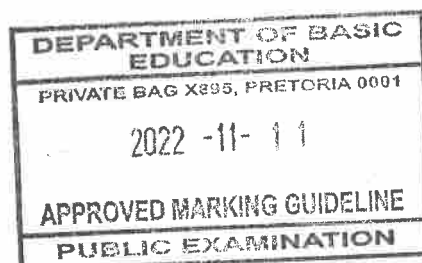 DEPARTMENT OF BASIC
EDUCATION
PRIVATE BAG X895, PRETORIA 0001
2022 -11- 11
APPROVED MARKING GUIDELINE
PUBLIC EXAMINATION